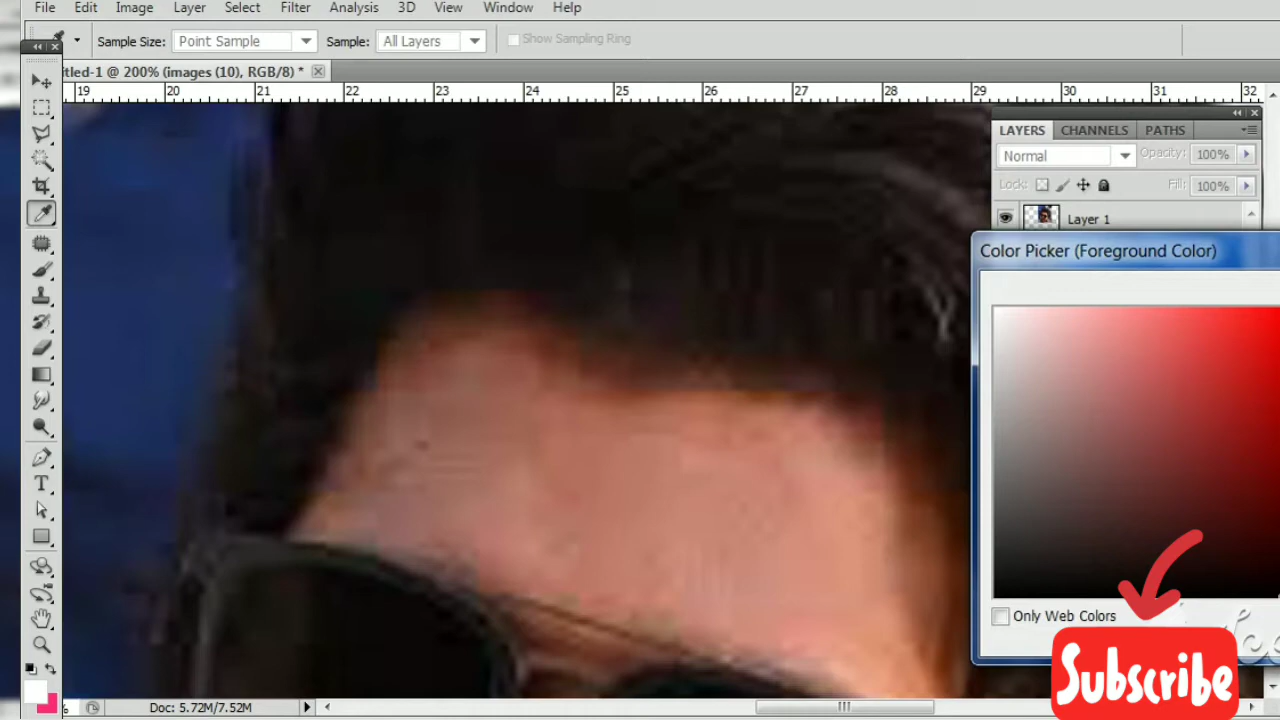 File Edit Image Layer Select Filter Analysis 3D View Window Help
Sample Size: Point Sample Sample: All Layers Show Sampling Ring
itled-1 @ 200% (images (10), RGB/8) *
19 20 21 22 23 24 25 26 27 28 29 30 31 32
LAYERS CHANNELS PATHS
Normal Opacity: 100%
Lock: Fill: 100%
Layer 1
Color Picker (Foreground Color)
Only Web Colors
Subscribe
% Doc: 5.72M/7.52M